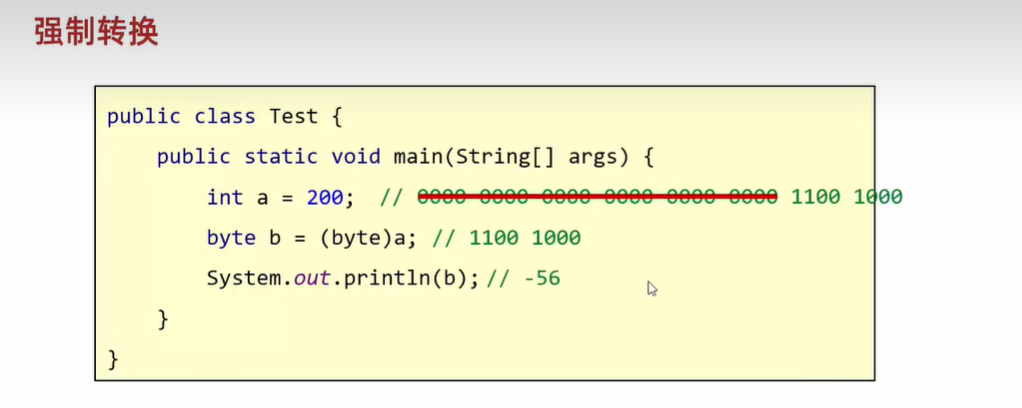 强制转换
public class Test {
public static void main(String[] args) {
int a = 200; // 0000 0000 0000 0000 0000 0000 1100 1000
byte b = (byte)a; // 1100 1000
System.out.println(b); // -56
}
}